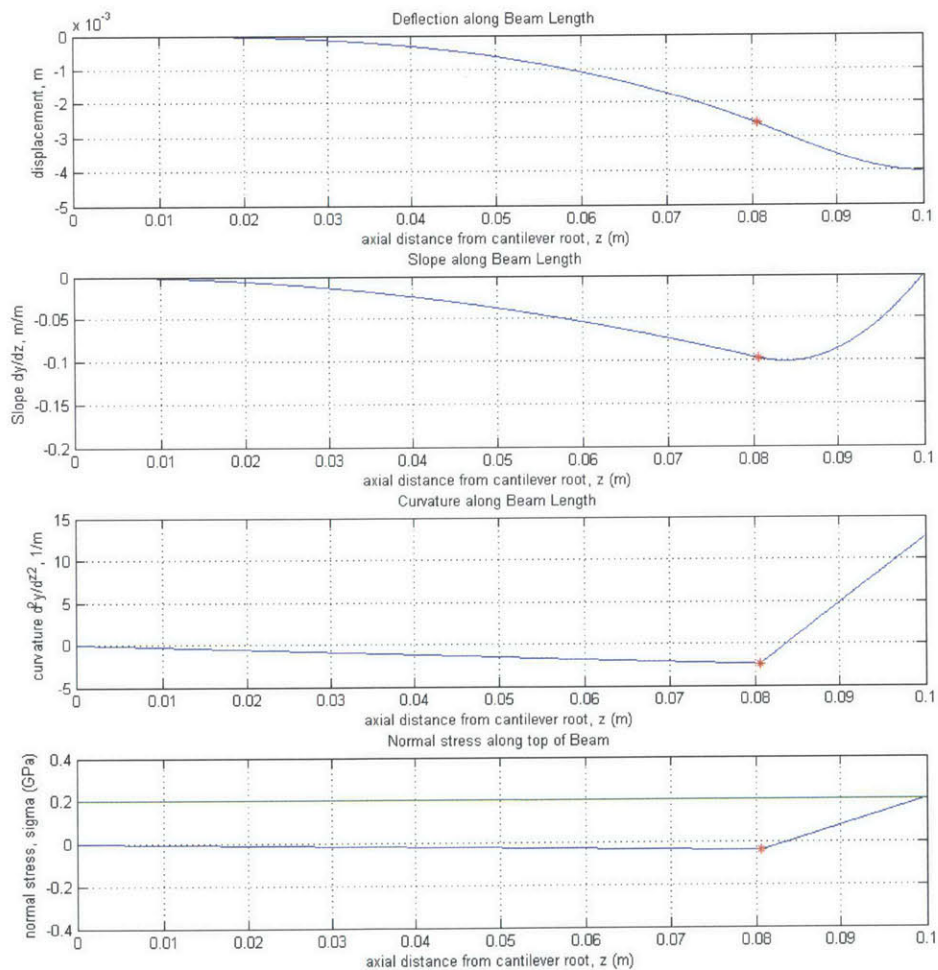 x 10^-3
Deflection along Beam Length
0
-1
-2
-3
-4
-5
displacement, m
0 0.01 0.02 0.03 0.04 0.05 0.06 0.07 0.08 0.09 0.1
axial distance from cantilever root, z (m)
Slope along Beam Length
0
-0.05
-0.1
-0.15
-0.2
Slope dy/dz, m/m
0 0.01 0.02 0.03 0.04 0.05 0.06 0.07 0.08 0.09 0.1
axial distance from cantilever root, z (m)
Curvature along Beam Length
15
10
5
0
-5
curvature d²y/d^z2, 1/m
0 0.01 0.02 0.03 0.04 0.05 0.06 0.07 0.08 0.09 0.1
axial distance from cantilever root, z (m)
Normal stress along top of Beam
0.4
0.2
0
-0.2
-0.4
normal stress, sigma (GPa)
0 0.01 0.02 0.03 0.04 0.05 0.06 0.07 0.08 0.09 0.1
axial distance from cantilever root, z (m)